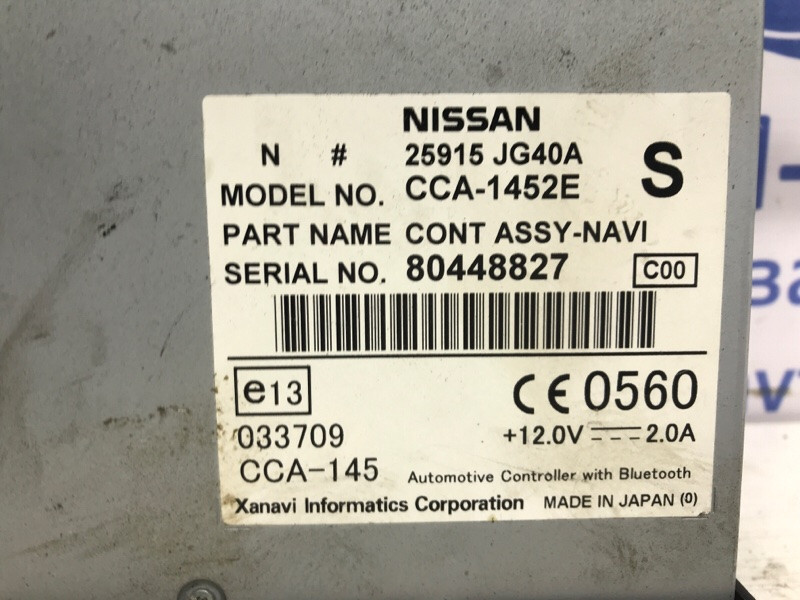 NISSAN
N # 25915 JG40A
S
MODEL NO. CCA-1452E
PART NAME CONT ASSY-NAVI
SERIAL NO. 80448827
C00
e13
CE 0560
033709
+12.0V 2.0A
CCA-145 Automotive Controller with Bluetooth
Xanavi Informatics Corporation MADE IN JAPAN (0)